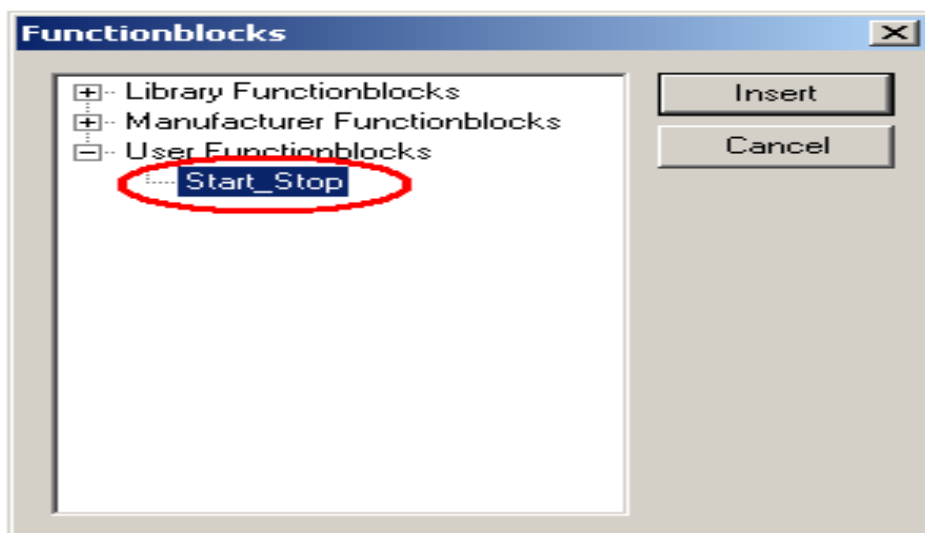 Functionblocks
Library Functionblocks
Insert
Manufacturer Functionblocks
Cancel
User Functionblocks
Start_Stop